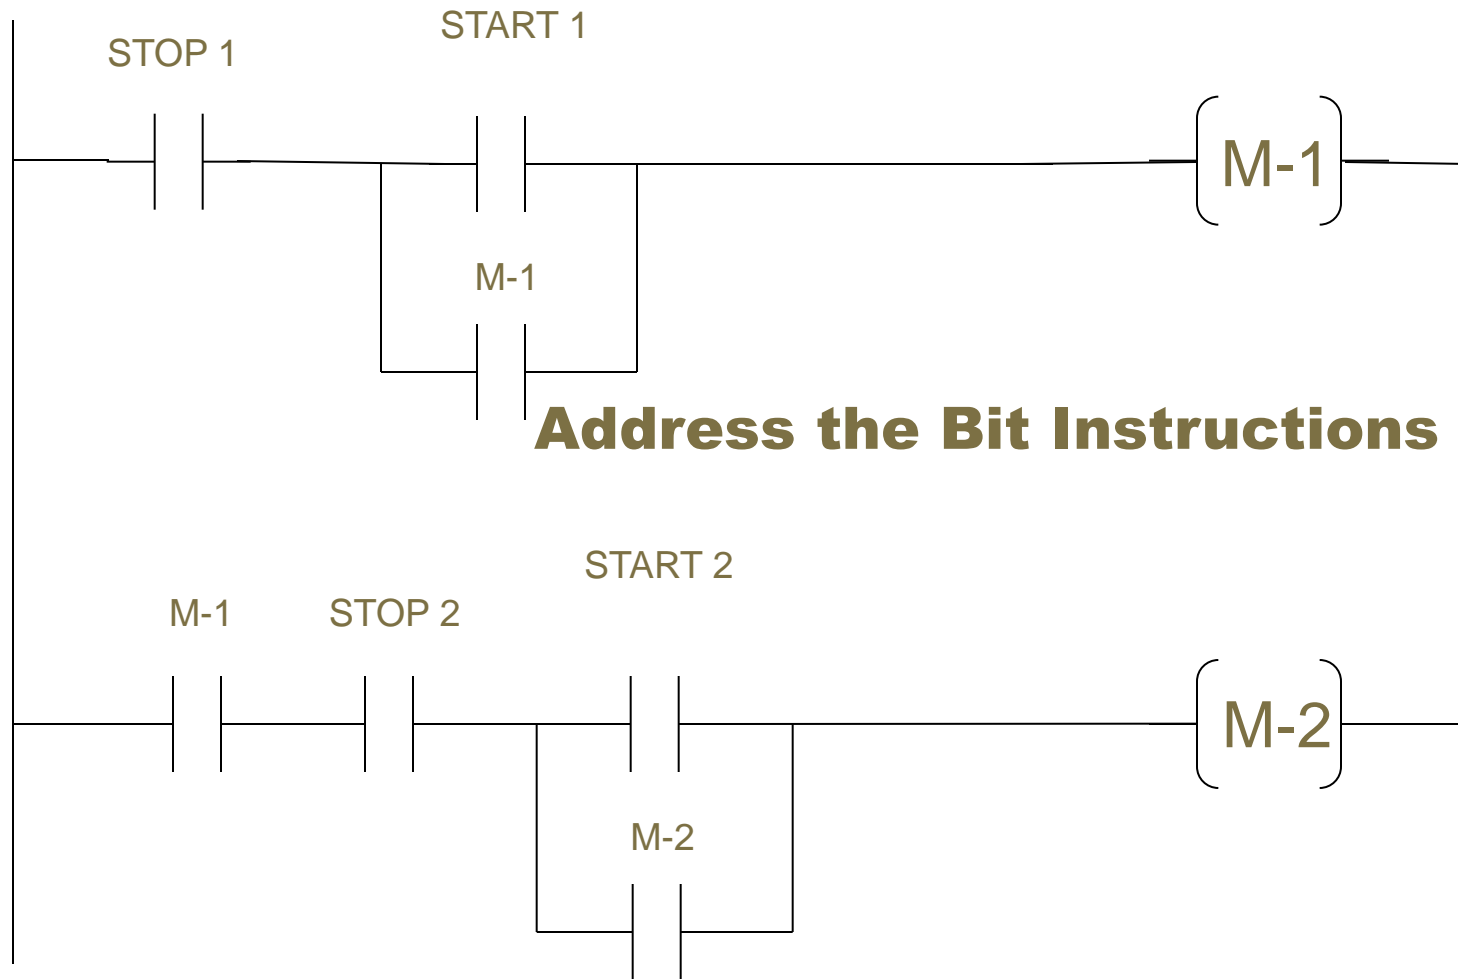 START 1
STOP 1
M-1
M-1
Address the Bit Instructions
START 2
M-1
STOP 2
M-2
M-2